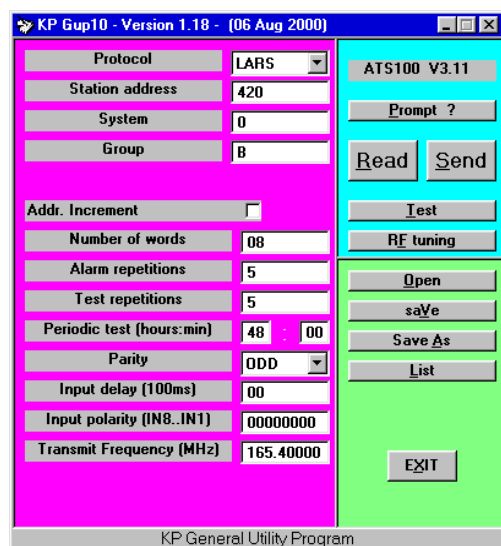 KP Gup10 - Version 1.18 - (06 Aug 2000)
Protocol LARS
Station address 420
System 0
Group B
Addr. Increment
Number of words 08
Alarm repetitions 5
Test repetitions 5
Periodic test (hours:min) 48 : 00
Parity ODD
Input delay (100ms) 00
Input polarity (IN8..IN1) 00000000
Transmit Frequency (MHz) 165.40000
ATS100 V3.11
Prompt ?
Read Send
Test
RF tuning
Open
saVe
Save As
List
EXIT
KP General Utility Program